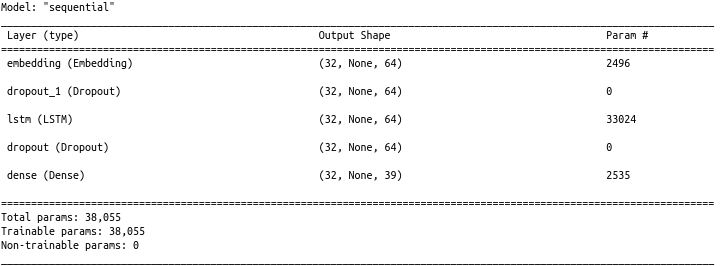 Model: "sequential"
Layer (type) Output Shape Param #
embedding (Embedding) (32, None, 64) 2496
dropout_1 (Dropout) (32, None, 64) 0
lstm (LSTM) (32, None, 64) 33024
dropout (Dropout) (32, None, 64) 0
dense (Dense) (32, None, 39) 2535
Total params: 38,055
Trainable params: 38,055
Non-trainable params: 0